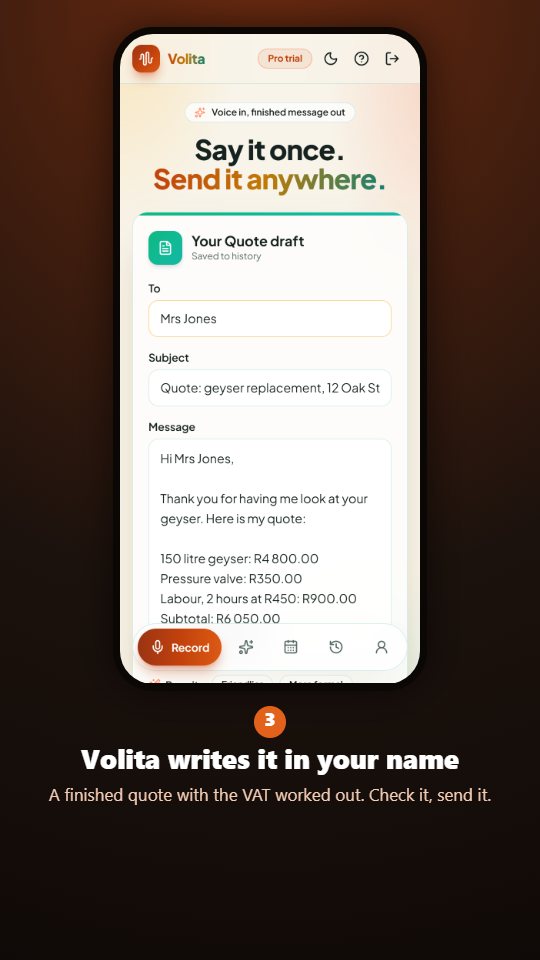 Volita
Pro trial
Voice in, finished message out
Say it once.
Send it anywhere.
Your Quote draft
Saved to history
To
Mrs Jones
Subject
Quote: geyser replacement, 12 Oak St
Message
Hi Mrs Jones,
Thank you for having me look at your
geyser. Here is my quote:
150 litre geyser: R4 800.00
Pressure valve: R350.00
Labour, 2 hours at R450: R900.00
Subtotal: R6 050.00
Record
3
Volita writes it in your name
A finished quote with the VAT worked out. Check it, send it.